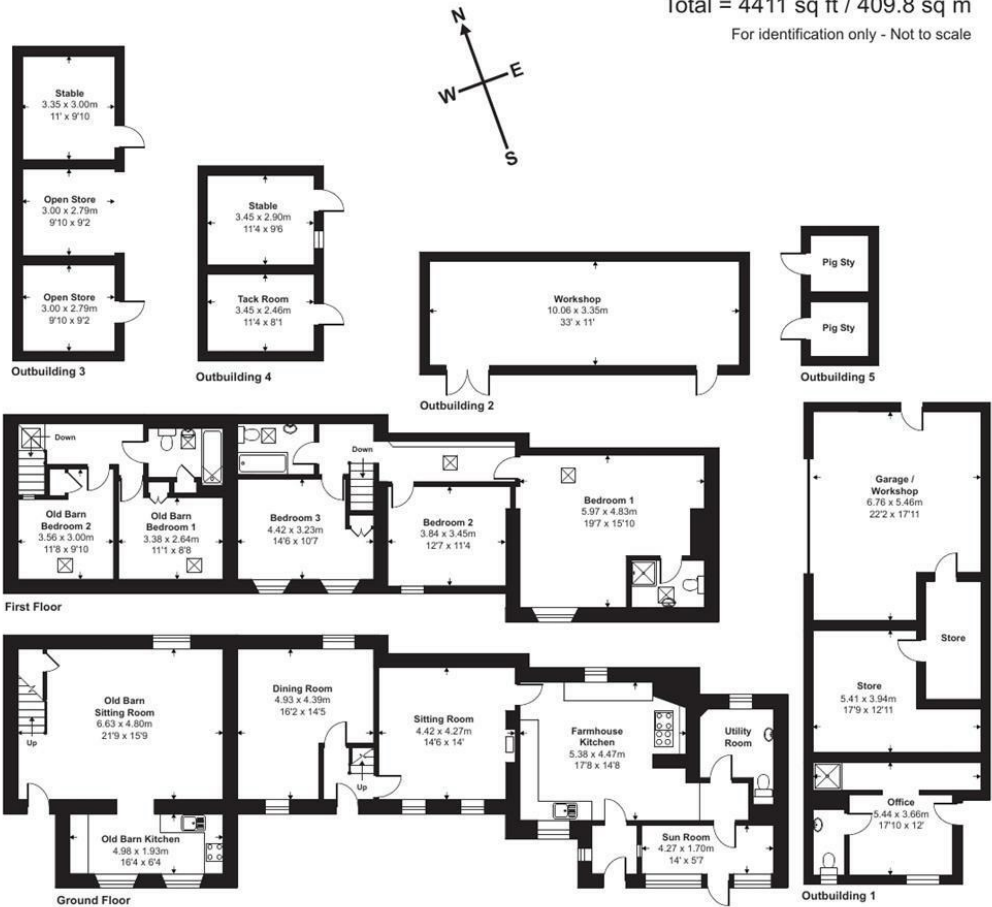 Total = 4411 sq ft / 409.8 sq m
For identification only - Not to scale
N
E
W
S
Stable
3.35 x 3.00m
11' x 9'10
Open Store
3.00 x 2.79m
9'10 x 9'2
Open Store
3.00 x 2.79m
9'10 x 9'2
Outbuilding 3
Stable
3.45 x 2.90m
11'4 x 9'6
Tack Room
3.45 x 2.46m
11'4 x 8'1
Outbuilding 4
Workshop
10.06 x 3.35m
33' x 11'
Outbuilding 2
Pig Sty
Pig Sty
Outbuilding 5
Down
Old Barn
Bedroom 2
3.56 x 3.00m
11'8 x 9'10
Old Barn
Bedroom 1
3.38 x 2.64m
11'1 x 8'8
Bedroom 3
4.42 x 3.23m
14'6 x 10'7
Down
Bedroom 2
3.84 x 3.45m
12'7 x 11'4
Bedroom 1
5.97 x 4.83m
19'7 x 15'10
First Floor
Old Barn
Sitting Room
6.63 x 4.80m
21'9 x 15'9
Up
Old Barn Kitchen
4.98 x 1.93m
16'4 x 6'4
Dining Room
4.93 x 4.39m
16'2 x 14'5
Up
Sitting Room
4.42 x 4.27m
14'6 x 14'
Farmhouse
Kitchen
5.38 x 4.47m
17'8 x 14'8
Utility
Room
Sun Room
4.27 x 1.70m
14' x 5'7
Ground Floor
Garage /
Workshop
6.76 x 5.46m
22'2 x 17'11
Store
Store
5.41 x 3.94m
17'9 x 12'11
Office
5.44 x 3.66m
17'10 x 12'
Outbuilding 1